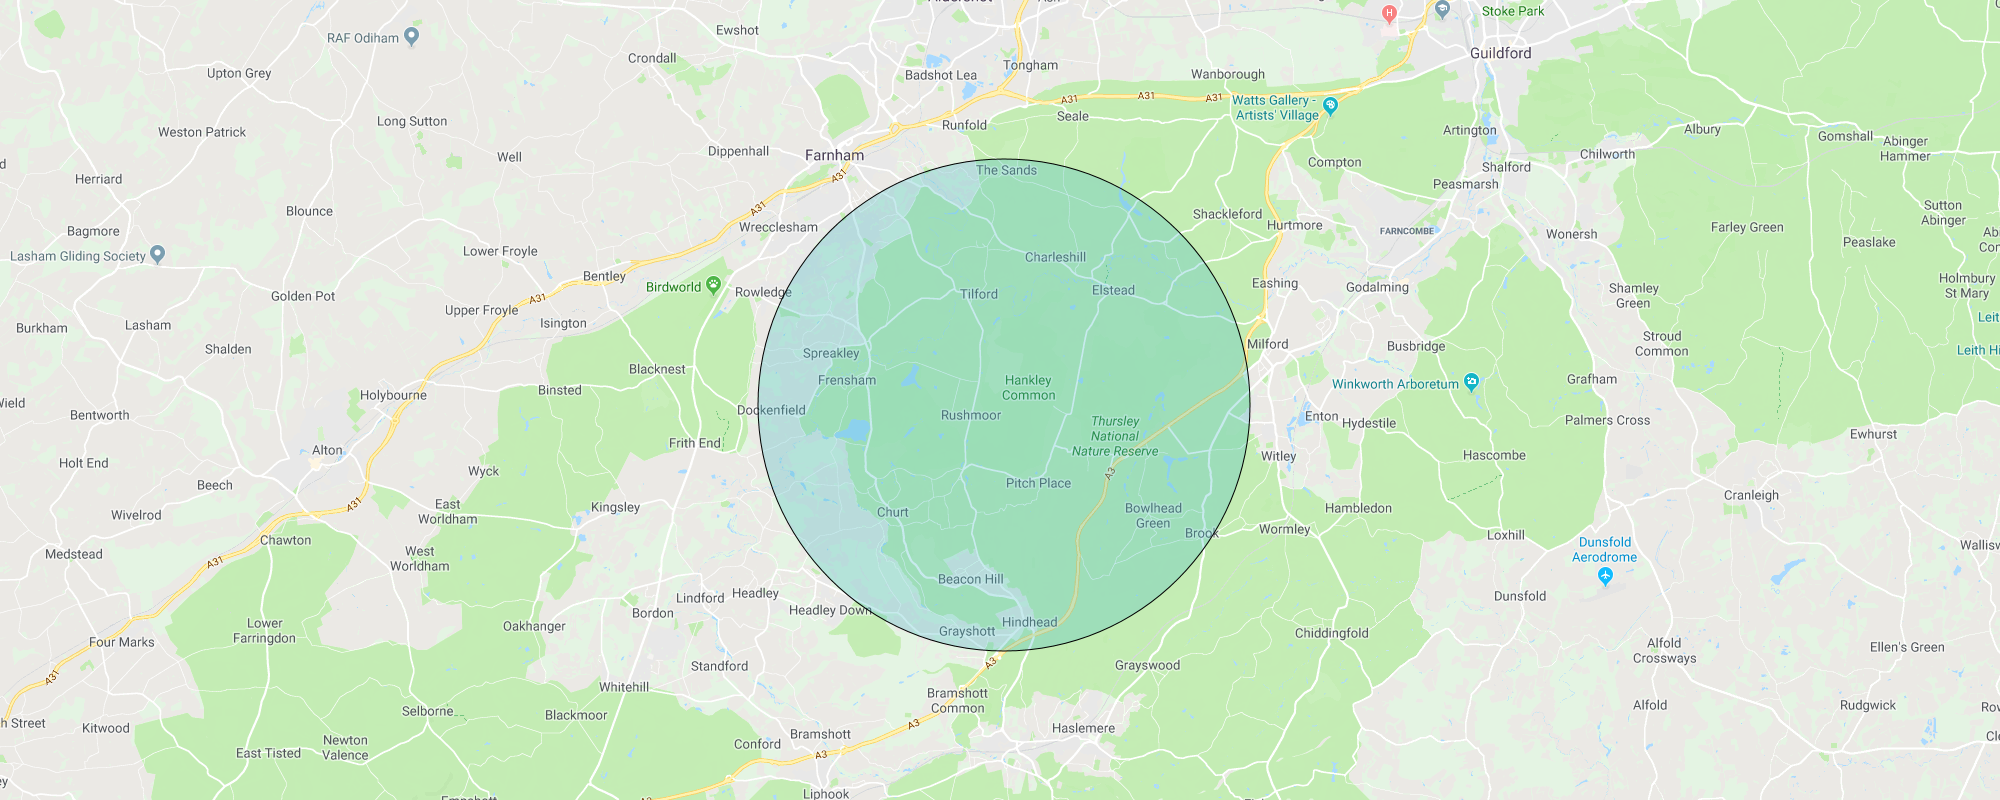 Ewshot
Stoke Park
RAF Odiham
Guildford
Crondall
Tongham
Upton Grey
Badshot Lea
Wanborough
A31
A31
A31
Watts Gallery -
Artists' Village
Seale
Long Sutton
Runfold
Weston Patrick
Artington
Albury
Gomshall
Abinger
Hammer
Dippenhall
Farnham
Well
Chilworth
Compton
Shalford
The Sands
A31
Herriard
Peasmarsh
Blounce
A31
Shackleford
Sutton
Abinger
Wrecclesham
Hurtmore
FARNCOMBE
Farley Green
Bagmore
Wonersh
Peaslake
Lasham Gliding Society
Lower Froyle
Charleshill
Bentley
Birdworld
Rowledge
Tilford
Elstead
Eashing
Godalming
Shamley
Green
Holmbury
St Mary
Golden Pot
A31
Upper Froyle
Isington
Burkham
Lasham
Shalden
Spreakley
Milford
Busbridge
Stroud
Common
Blacknest
Frensham
Hankley
Common
Winkworth Arboretum
Grafham
Holybourne
Binsted
Dockenfield
Rushmoor
Thursley
National
Nature Reserve
Enton
Hydestile
Palmers Cross
Bentworth
Frith End
Ewhurst
Alton
Holt End
Witley
Hascombe
Wyck
A3
Beech
Pitch Place
Cranleigh
East
Worldham
A31
Kingsley
Churt
Bowlhead
Green
Hambledon
Wivelrod
Brook
Wormley
Loxhill
Chawton
Dunsfold
Aerodrome
Medstead
A31
West
Worldham
Beacon Hill
Lindford
Headley
Dunsfold
Bordon
Headley Down
Lower
Farringdon
Oakhanger
Grayshott
Hindhead
Chiddingfold
Four Marks
Alfold
Crossways
Ellen's Green
A3
Standford
Grayswood
A31
Whitehill
Bramshott
Common
Alfold
Rudgwick
Selborne
Blackmoor
Kitwood
A3
Haslemere
Bramshott
Newton
Valence
Conford
East Tisted
A3
Liphook